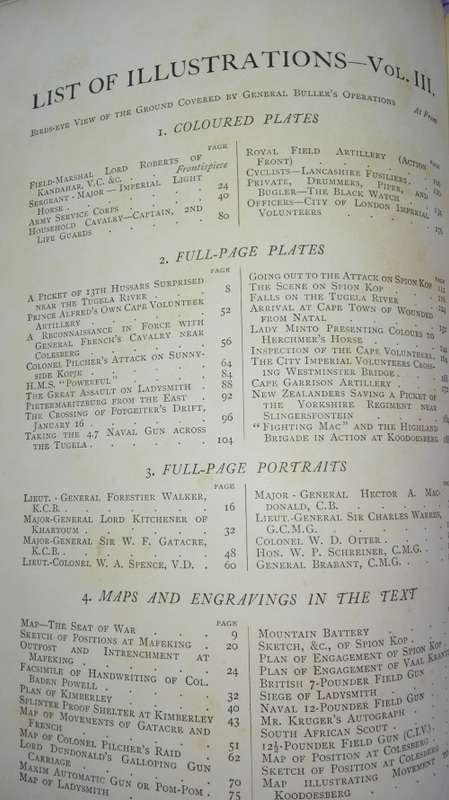 LIST OF ILLUSTRATIONS—VOL. III.
BIRDS-EYE VIEW OF THE GROUND COVERED BY GENERAL BULLER'S OPERATIONS At Front
1. COLOURED PLATES
PAGE
FIELD-MARSHAL LORD ROBERTS OF
KANDAHAR, V.C. &C. . . Frontispiece
SERGEANT-MAJOR—IMPERIAL LIGHT
HORSE . . . . 24
ARMY SERVICE CORPS . . . 40
HOUSEHOLD CAVALRY—CAPTAIN, 2ND
LIFE GUARDS . . . . 80
PAGE
ROYAL FIELD ARTILLERY (ACTION
FRONT) . . . .
CYCLISTS—LANCASHIRE FUSILIERS .
PRIVATE, DRUMMERS, PIPER, AND
BUGLER—THE BLACK WATCH .
OFFICERS—CITY OF LONDON IMPERIAL
VOLUNTEERS . . . .
2. FULL-PAGE PLATES
PAGE
A PICKET OF 13TH HUSSARS SURPRISED
NEAR THE TUGELA RIVER . . 8
PRINCE ALFRED'S OWN CAPE VOLUNTEER
ARTILLERY . . . . 52
A RECONNAISSANCE IN FORCE WITH
GENERAL FRENCH'S CAVALRY NEAR
COLESBERG . . . . 56
COLONEL PILCHER'S ATTACK ON SUNNY-
SIDE KOPJE . . . . 64
H.M.S. "POWERFUL" . . . 84
THE GREAT ASSAULT ON LADYSMITH . 88
PIETERMARITZBURG FROM THE EAST . 92
THE CROSSING OF POTGEITER'S DRIFT,
JANUARY 16 . . . . 96
TAKING THE 4.7 NAVAL GUN ACROSS
THE TUGELA . . . . 104
PAGE
GOING OUT TO THE ATTACK ON SPION KOP 112
THE SCENE ON SPION KOP .
FALLS ON THE TUGELA RIVER .
ARRIVAL AT CAPE TOWN OF WOUNDED
FROM NATAL . . . .
LADY MINTO PRESENTING COLOURS TO
HERCHMER'S HORSE . . .
INSPECTION OF THE CAPE VOLUNTEERS .
THE CITY IMPERIAL VOLUNTEERS CROSS-
ING WESTMINSTER BRIDGE . .
CAPE GARRISON ARTILLERY . .
NEW ZEALANDERS SAVING A PICKET OF
THE YORKSHIRE REGIMENT NEAR
SLINGERSFONTEIN . . .
"FIGHTING MAC" AND THE HIGHLAND
BRIGADE IN ACTION AT KOODOESBERG
3. FULL-PAGE PORTRAITS
PAGE
LIEUT.-GENERAL FORESTIER WALKER,
K.C.B. . . . . 16
MAJOR-GENERAL LORD KITCHENER OF
KHARTOUM . . . . 32
MAJOR-GENERAL SIR W. F. GATACRE,
K.C.B. . . . . 48
LIEUT.-COLONEL W. A. SPENCE, V.D. . 60
MAJOR-GENERAL HECTOR A. MAC-
DONALD, C.B. . . . .
LIEUT.-GENERAL SIR CHARLES WARREN,
G.C.M.G. . . . .
COLONEL W. D. OTTER . . .
HON. W. P. SCHREINER, C.M.G. . .
GENERAL BRABANT, C.M.G. . . .
4. MAPS AND ENGRAVINGS IN THE TEXT
PAGE
MAP—THE SEAT OF WAR . . . 9
SKETCH OF POSITIONS AT MAFEKING . 20
OUTPOST AND INTRENCHMENT AT
MAFEKING . . . .
FACSIMILE OF HANDWRITING OF COL. 24
BADEN POWELL . . . .
PLAN OF KIMBERLEY . . . 32
SPLINTER PROOF SHELTER AT KIMBERLEY 40
MAP OF MOVEMENTS OF GATACRE AND 43
FRENCH . . . .
MAP OF COLONEL PILCHER'S RAID . 51
LORD DUNDONALD'S GALLOPING GUN 62
CARRIAGE . . . .
MAXIM AUTOMATIC GUN OR POM-POM . 70
MAP OF LADYSMITH . . . 75
MOUNTAIN BATTERY . . .
SKETCH, &C., OF SPION KOP . .
PLAN OF ENGAGEMENT OF SPION KOP
PLAN OF ENGAGEMENT OF VAAL KRANTZ
BRITISH 7-POUNDER FIELD GUN .
SIEGE OF LADYSMITH . . .
NAVAL 12-POUNDER FIELD GUN .
MR. KRUGER'S AUTOGRAPH . .
SOUTH AFRICAN SCOUT . . .
12½-POUNDER FIELD GUN (C.I.V.) .
MAP OF POSITION AT COLESBERG .
SKETCH OF POSITION AT COLESBERG
MAP ILLUSTRATING MOVEMENT TO
KOODOESBERG . . . .